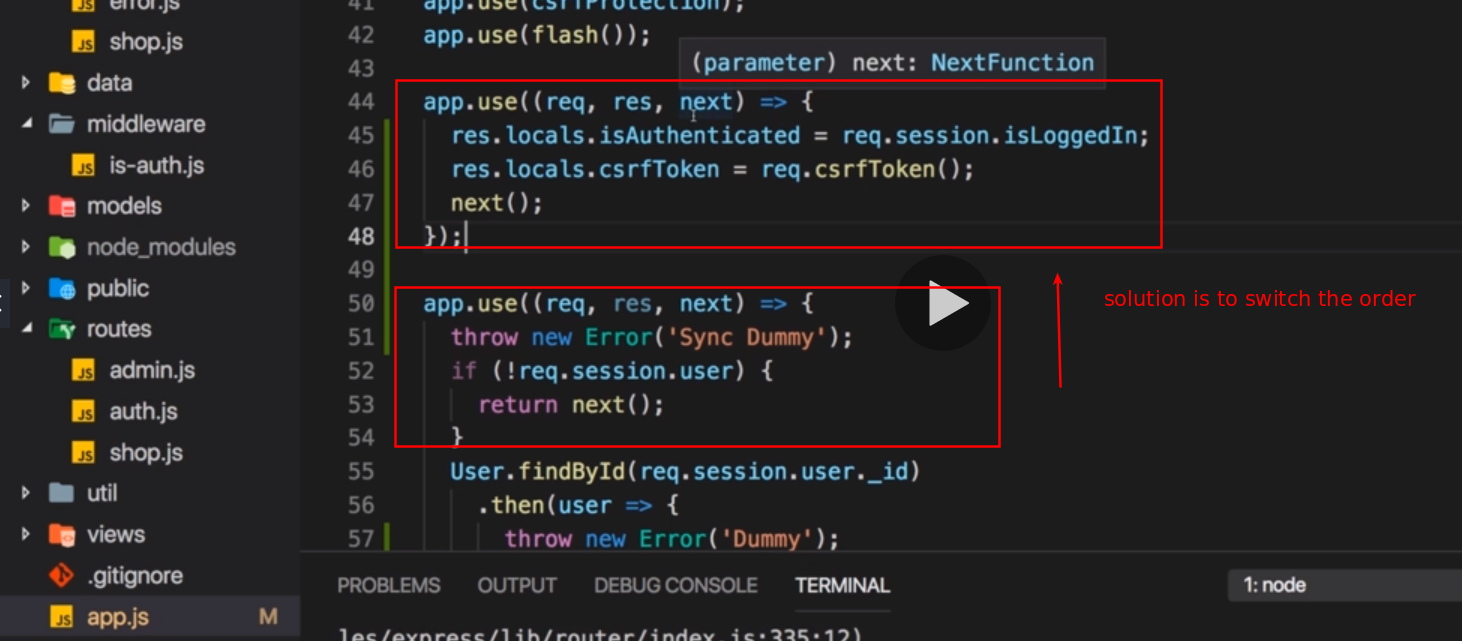 error.js
shop.js
data
middleware
is-auth.js
models
node_modules
public
routes
admin.js
auth.js
shop.js
util
views
.gitignore
app.js M
41 app.use(csrfProtection);
42 app.use(flash());
43
(parameter) next: NextFunction
44 app.use((req, res, next) => {
45 res.locals.isAuthenticated = req.session.isLoggedIn;
46 res.locals.csrfToken = req.csrfToken();
47 next();
48 });
49
50 app.use((req, res, next) => {
51 throw new Error('Sync Dummy');
52 if (!req.session.user) {
53 return next();
54 }
55 User.findById(req.session.user._id)
56 .then(user => {
57 throw new Error('Dummy');
solution is to switch the order
PROBLEMS OUTPUT DEBUG CONSOLE TERMINAL 1: node
les/express/lib/router/index.js:335:12)